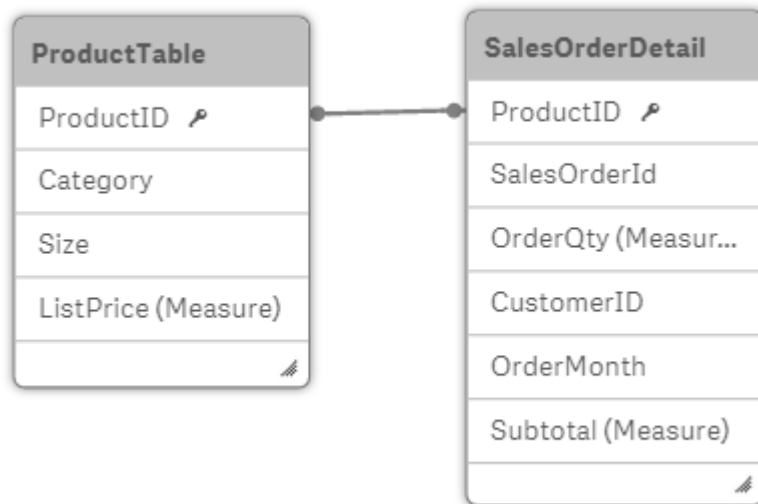 ProductTable
ProductID
Category
Size
ListPrice (Measure)
SalesOrderDetail
ProductID
SalesOrderId
OrderQty (Measur...
CustomerID
OrderMonth
Subtotal (Measure)